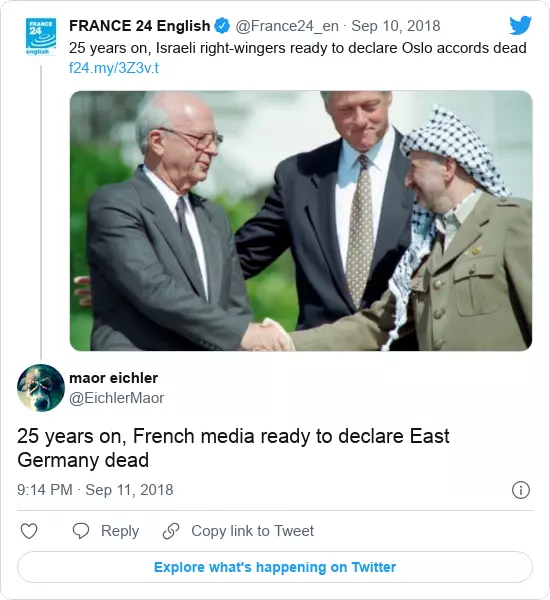 FRANCE 24 English @France24_en · Sep 10, 2018
FRANCE
24
english
25 years on, Israeli right-wingers ready to declare Oslo accords dead
f24.my/3Z3v.t
maor eichler
@EichlerMaor
25 years on, French media ready to declare East
Germany dead
9:14 PM · Sep 11, 2018
Reply Copy link to Tweet
Explore what's happening on Twitter